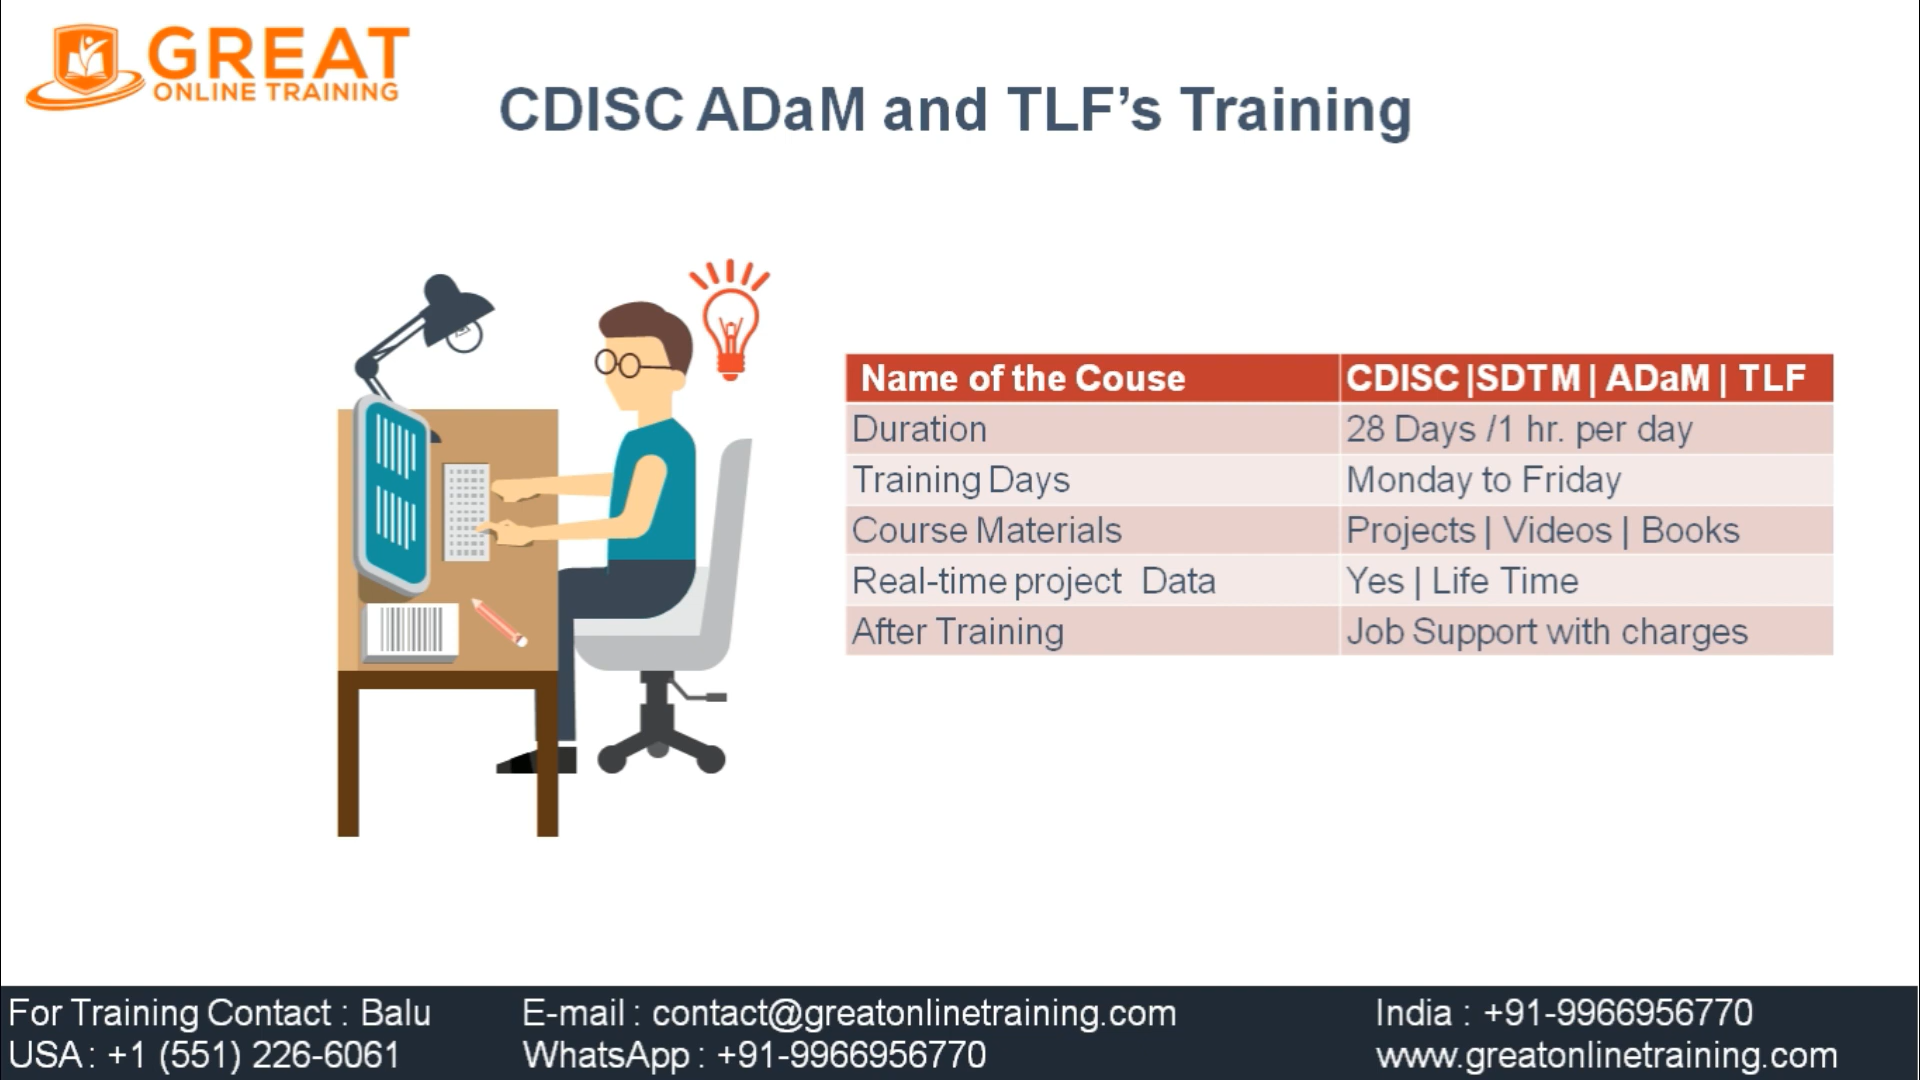 GREAT
ONLINE TRAINING
CDISC ADaM and TLF’s Training
Name of the Couse CDISC |SDTM | ADaM | TLF
Duration 28 Days /1 hr. per day
Training Days Monday to Friday
Course Materials Projects | Videos | Books
Real-time project Data Yes | Life Time
After Training Job Support with charges
For Training Contact : Balu E-mail : contact@greatonlinetraining.com India : +91-9966956770
USA : +1 (551) 226-6061 WhatsApp : +91-9966956770 www.greatonlinetraining.com